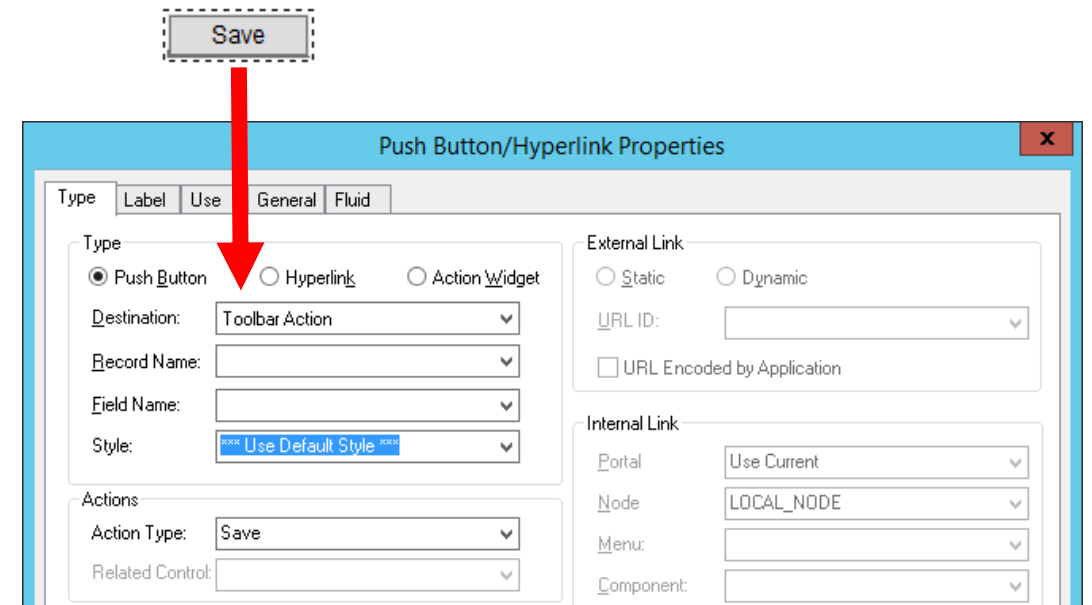 Save
Push Button/Hyperlink Properties
x
Type Label Use General Fluid
Type
Push Button Hyperlink Action Widget
Destination: Toolbar Action
Record Name:
Field Name:
Style: *** Use Default Style ***
Actions
Action Type: Save
Related Control:
External Link
Static Dynamic
URL ID:
URL Encoded by Application
Internal Link
Portal Use Current
Node LOCAL_NODE
Menu:
Component: